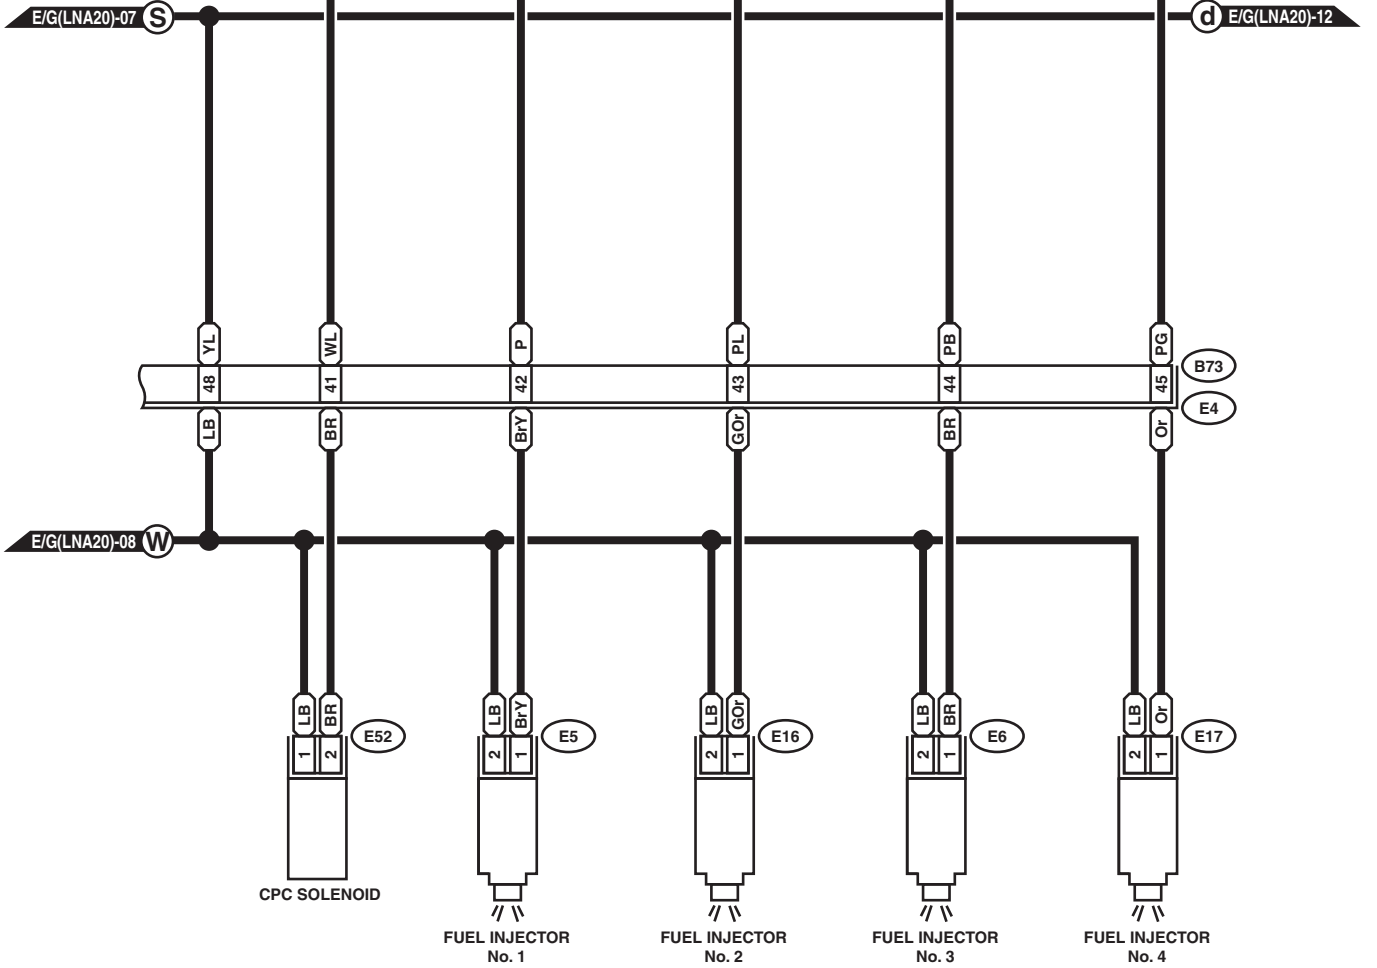 E/G(LNA20)-07 S
d E/G(LNA20)-12
YL WL P PL PB PG
48 41 42 43 44 45
B73
E4
LB BR BrY GOr BR Or
E/G(LNA20)-08 W
LB BR LB BrY LB GOr LB BR LB Or
1 2 2 1 2 1 2 1 2 1
E52 E5 E16 E6 E17
CPC SOLENOID
FUEL INJECTOR
No. 1
FUEL INJECTOR
No. 2
FUEL INJECTOR
No. 3
FUEL INJECTOR
No. 4